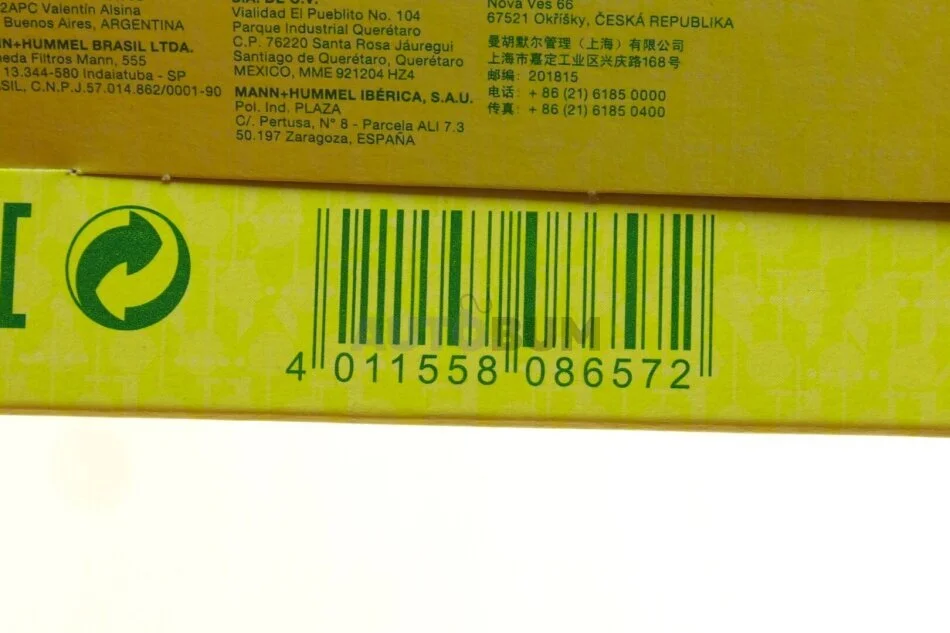 2APC Valentín Alsina
Buenos Aires, ARGENTINA
N+HUMMEL BRASIL LTDA.
eda Filtros Mann, 555
13.344-580 Indaiatuba - SP
SIL, C.N.P.J.57.014.862/0001-90
DIA. DE C.V.
Vialidad El Pueblito No. 104
Parque Industrial Querétaro
C.P. 76220 Santa Rosa Jáuregui
Santiago de Querétaro, Querétaro
MEXICO, MME 921204 HZ4
MANN+HUMMEL IBÉRICA, S.A.U.
Pol. Ind. PLAZA
C/. Pertusa, N° 8 - Parcela ALI 7.3
50.197 Zaragoza, ESPAÑA
Nová Ves 66
67521 Okříšky, ČESKÁ REPUBLIKA
曼胡默尔管理（上海）有限公司
上海市嘉定工业区兴庆路168号
邮编: 201815
电话: + 86 (21) 6185 0000
传真: + 86 (21) 6185 0400
AUTOBUM
4 011558 086572